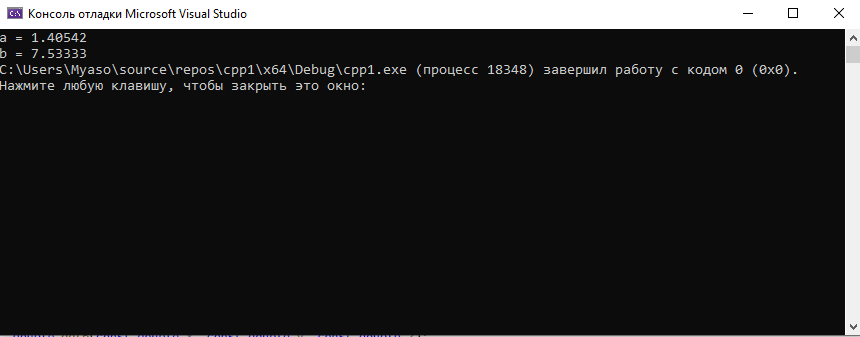 Консоль отладки Microsoft Visual Studio
a = 1.40542
b = 7.53333
C:\Users\Myaso\source\repos\cpp1\x64\Debug\cpp1.exe (процесс 18348) завершил работу с кодом 0 (0x0).
Нажмите любую клавишу, чтобы закрыть это окно: